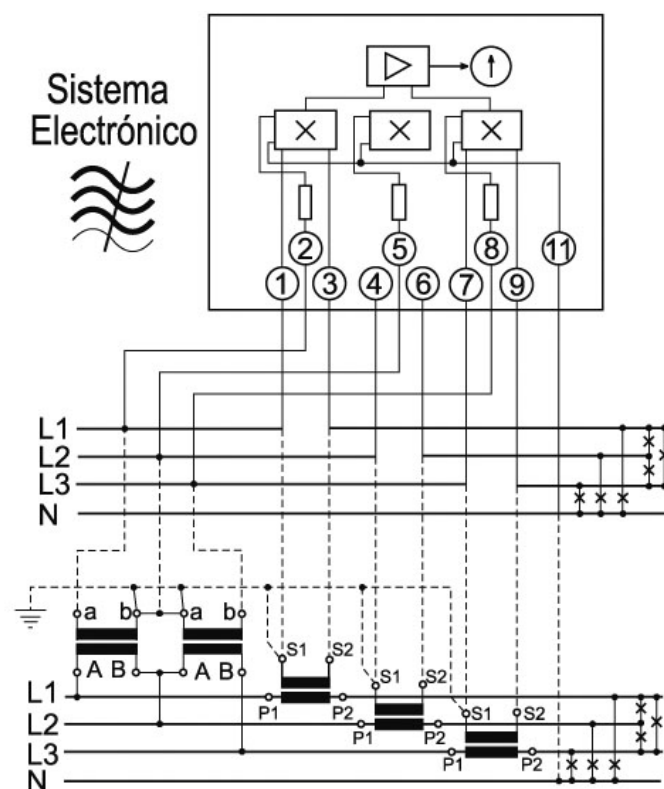 Sistema
Electrónico
2 5 8 11
1 3 4 6 7 9
L1
L2
L3
N
a b a b
A B A B
S1 S2
S1 S2
S1 S2
L1
P1 P2
L2
P1 P2
L3
P1 P2
N